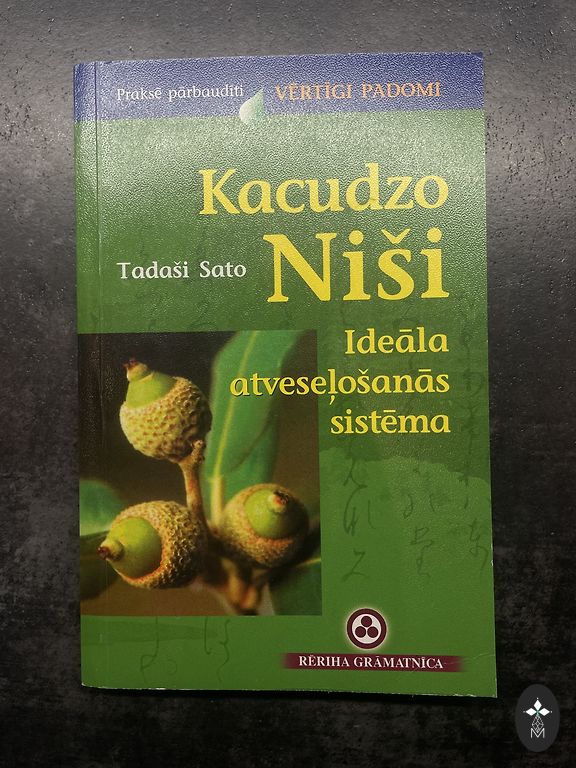 Praksē pārbaudīti VĒRTĪGI PADOMI
Kacudzo
Tadaši Sato Niši
Ideāla
atveseļošanās
sistēma
RĒRIHA GRĀMATNĪCA
M